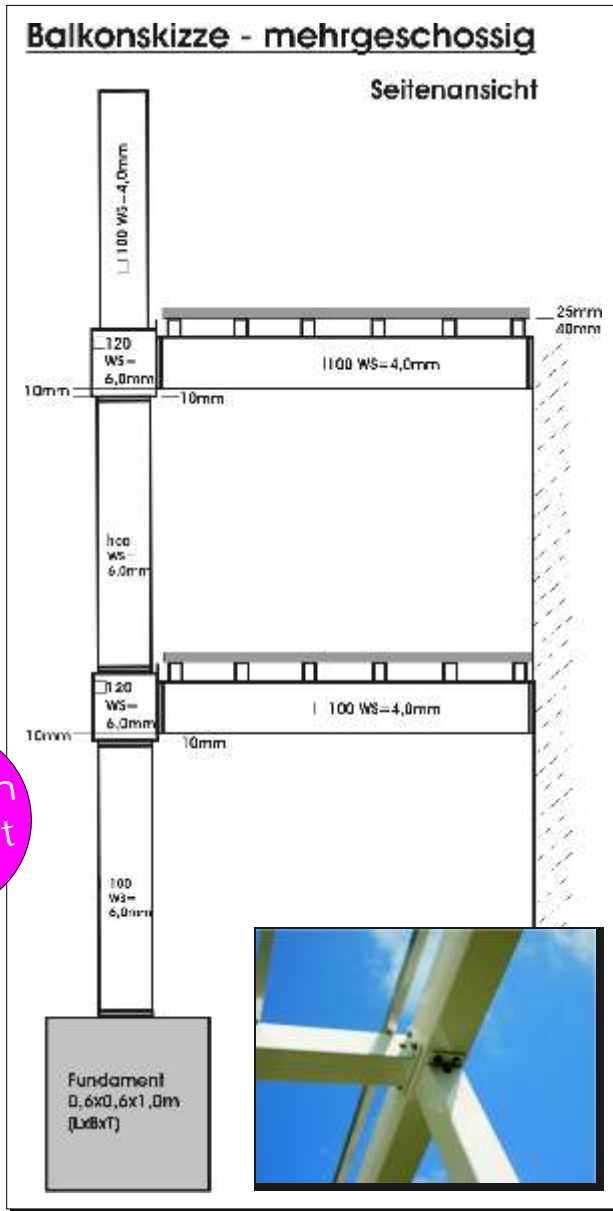 Balkonskizze - mehrgeschossig
Seitenansicht
□ 100 WS=4,0mm
25mm
40mm
120
WS=
6,0mm
100 WS=4,0mm
10mm
10mm
100
WS=
6,0mm
120
WS=
6,0mm
100 WS=4,0mm
10mm
10mm
100
WS=
6,0mm
Fundament
0,6x0,6x1,0m
(LxBxT)